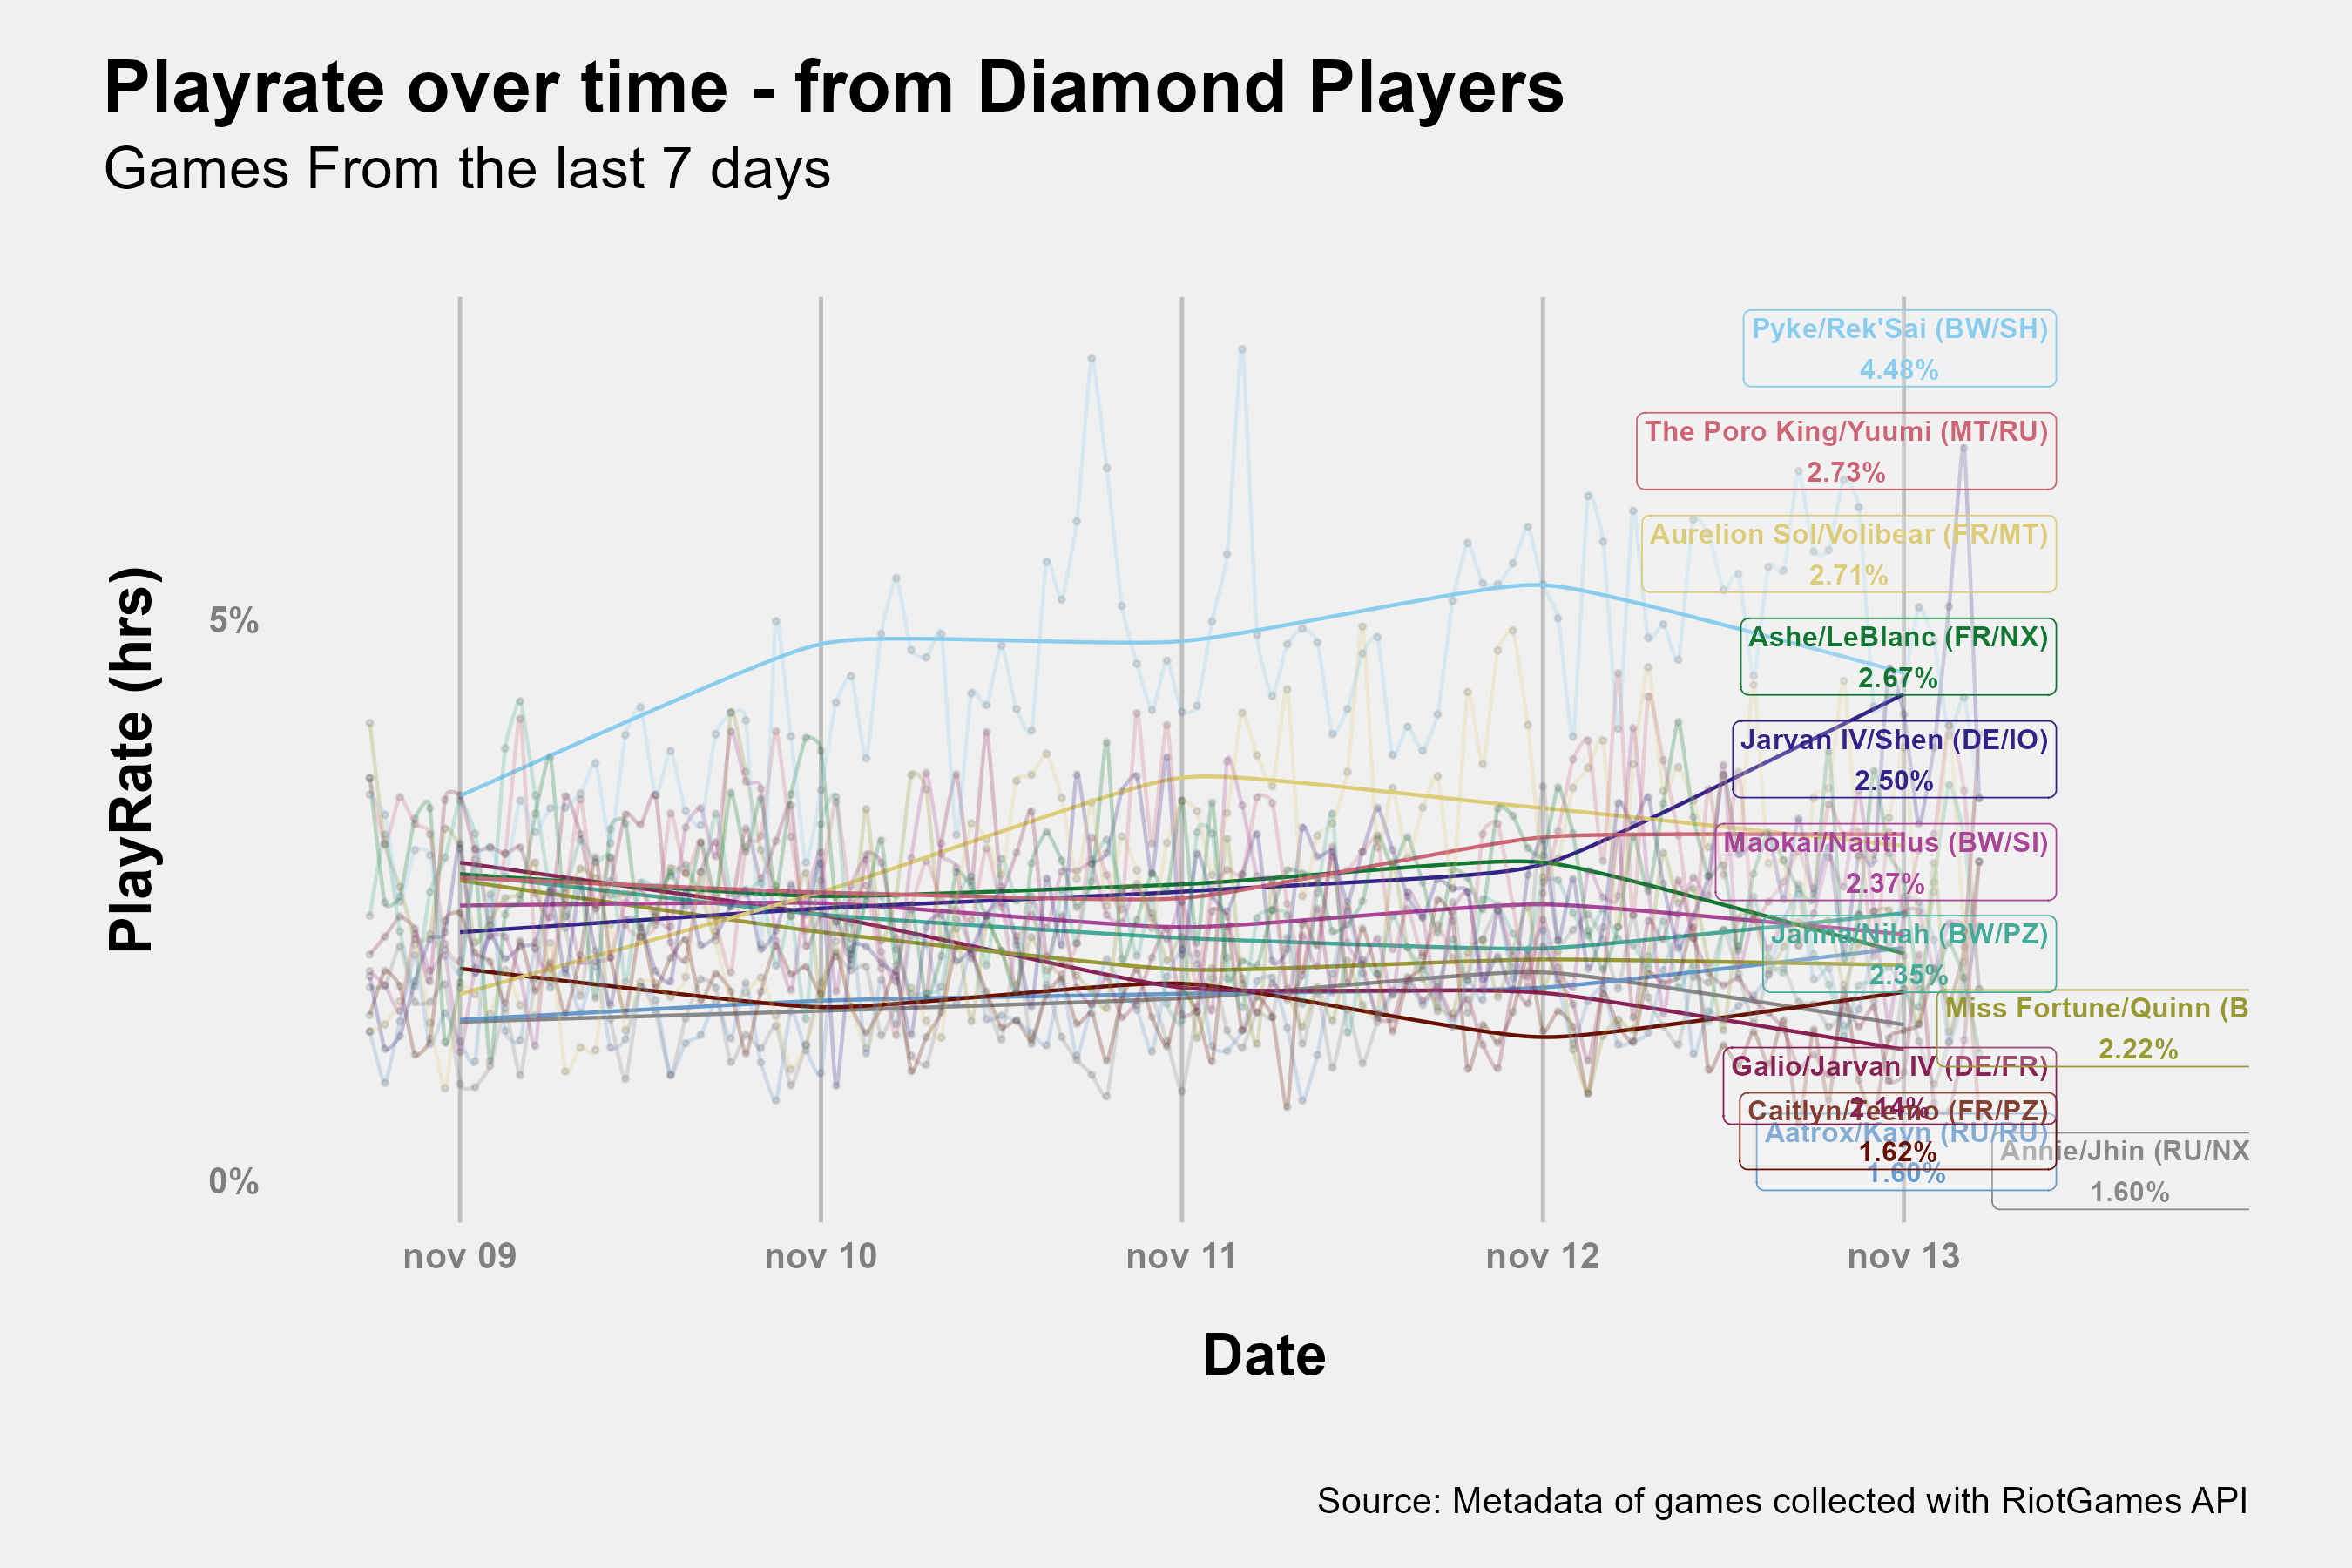 Playrate over time - from Diamond Players
Games From the last 7 days
PlayRate (hrs)
5%
0%
Pyke/Rek'Sai (BW/SH)
4.48%
The Poro King/Yuumi (MT/RU)
2.73%
Aurelion Sol/Volibear (FR/MT)
2.71%
Ashe/LeBlanc (FR/NX)
2.67%
Jarvan IV/Shen (DE/IO)
2.50%
Maokai/Nautilus (BW/SI)
2.37%
Janna/Nilah (BW/PZ)
2.35%
Miss Fortune/Quinn (B
2.22%
Galio/Jarvan IV (DE/FR)
2.14%
Caitlyn/Teemo (FR/PZ)
1.62%
Aatrox/Kayn (RU/RU)
1.60%
Annie/Jhin (RU/NX
1.60%
nov 09 nov 10 nov 11 nov 12 nov 13
Date
Source: Metadata of games collected with RiotGames API